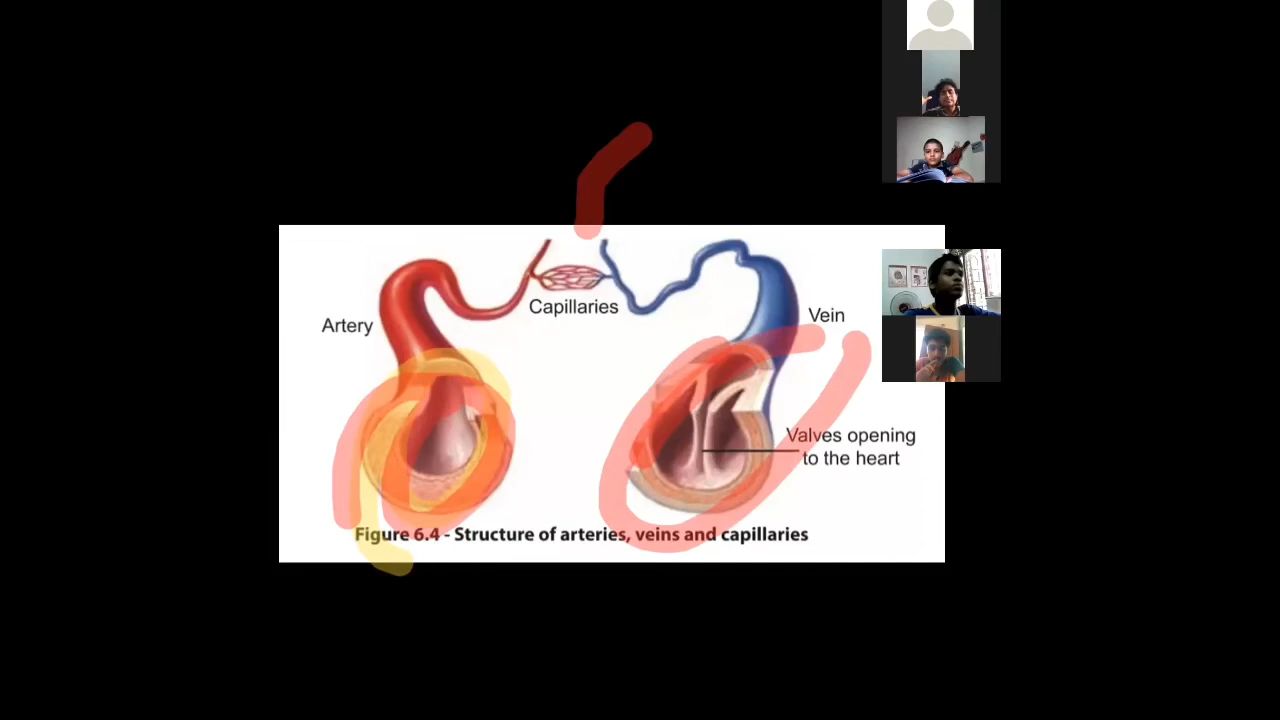 Capillaries
Artery
Vein
Valves opening
to the heart
Figure 6.4 - Structure of arteries, veins and capillaries